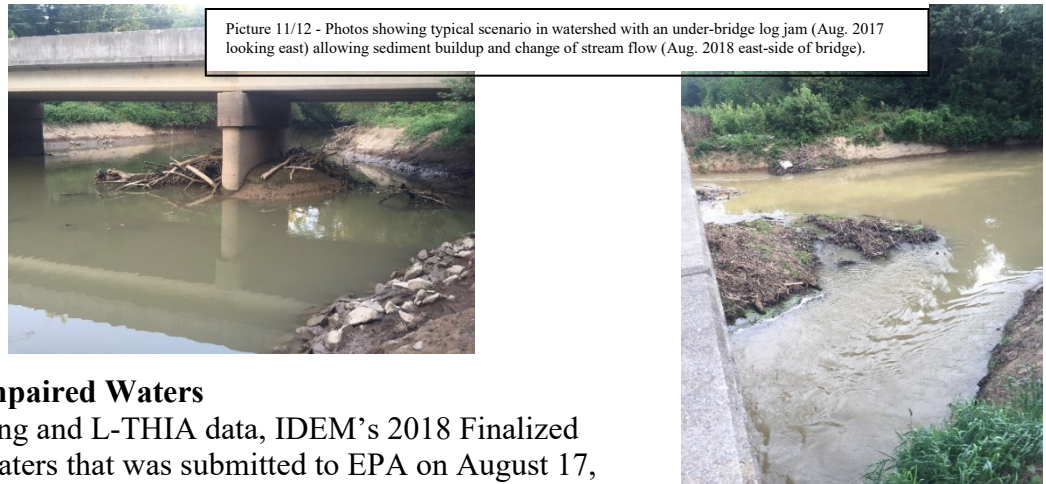 Picture 11/12 - Photos showing typical scenario in watershed with an under-bridge log jam (Aug. 2017
looking east) allowing sediment buildup and change of stream flow (Aug. 2018 east-side of bridge).
npaired Waters
ng and L-THIA data, IDEM’s 2018 Finalized
aters that was submitted to EPA on August 17,